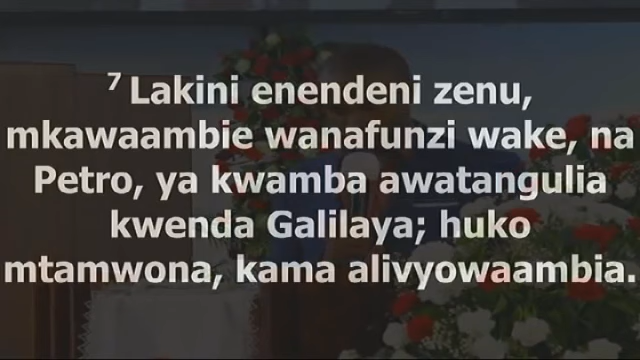 7 Lakini enendeni zenu,
mkawaambie wanafunzi wake, na
Petro, ya kwamba awatangulia
kwenda Galilaya; huko
mtamwona, kama alivyowaambia.